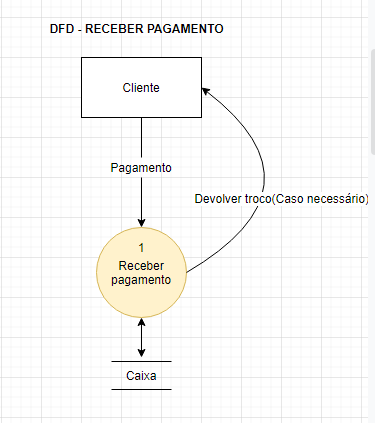 DFD - RECEBER PAGAMENTO
Cliente
Pagamento
Devolver troco(Caso necessário)
1
Receber
pagamento
Caixa